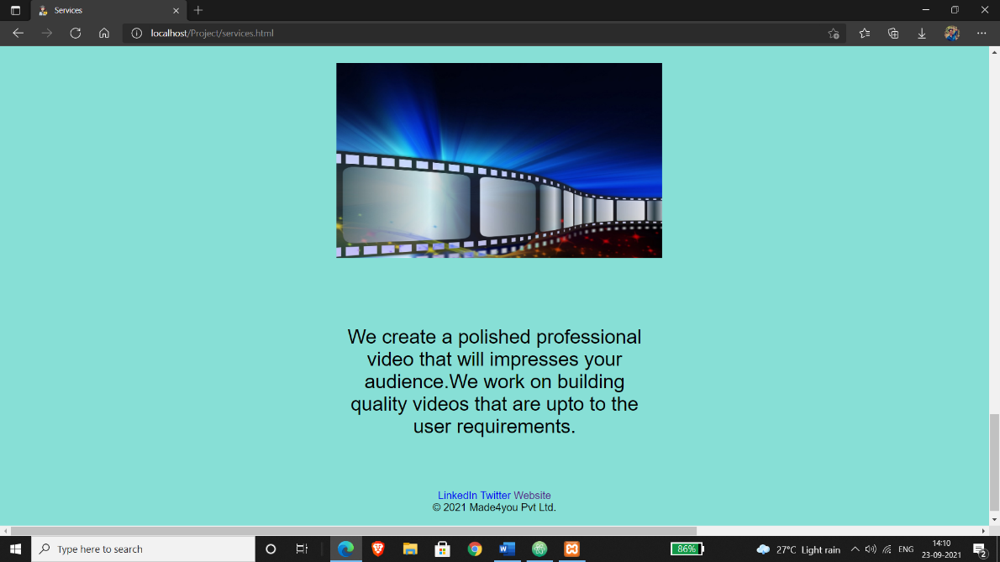 Services
localhost/Project/services.html
We create a polished professional
video that will impresses your
audience.We work on building
quality videos that are upto to the
user requirements.
LinkedIn Twitter Website
© 2021 Made4you Pvt Ltd.
Type here to search
86%
27°C Light rain
ENG
14:10
23-09-2021
2